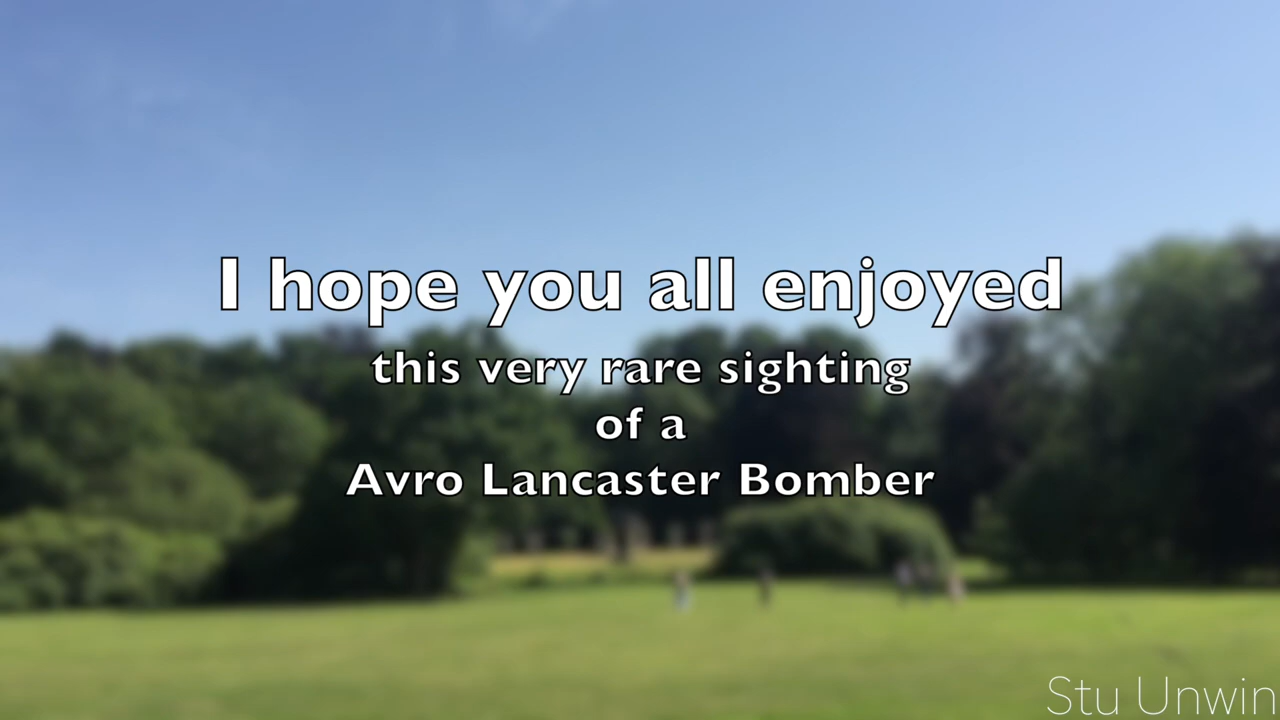 I hope you all enjoyed
this very rare sighting
of a
Avro Lancaster Bomber
Stu Unwin